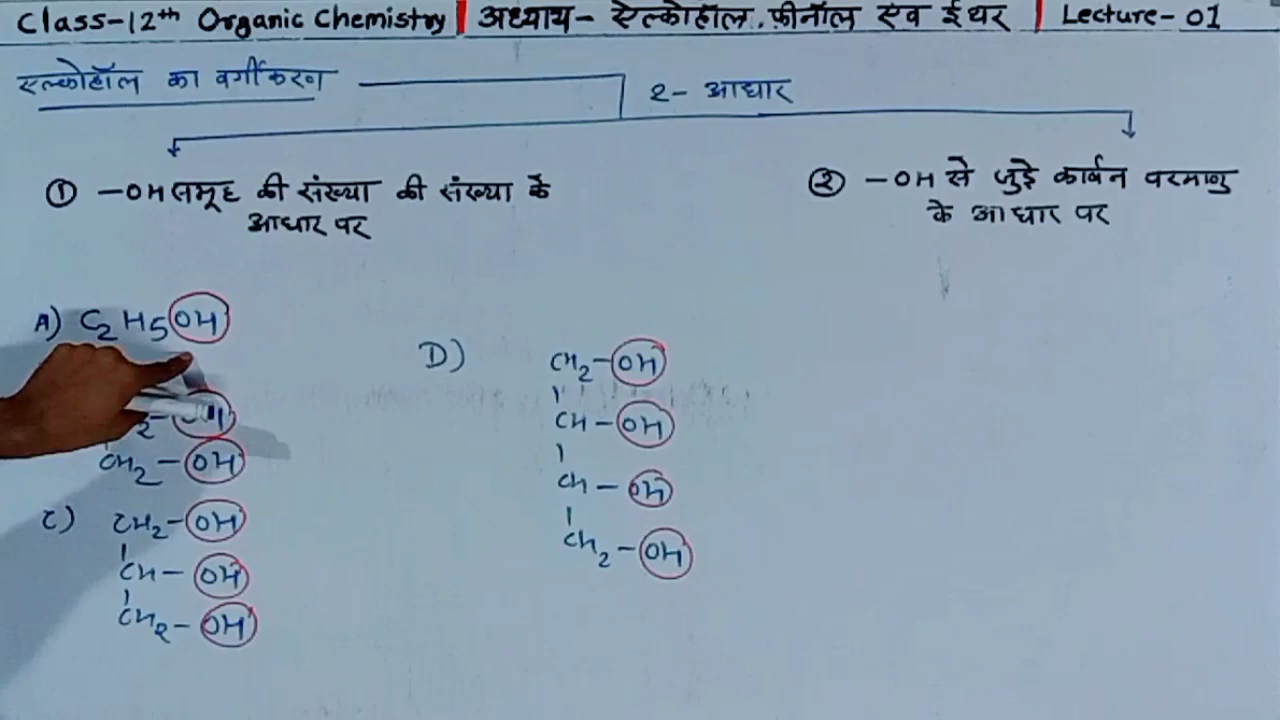 Class-12th Organic Chemistry | अध्याय- एल्कोहॉल. फ़ीनॉल एव ईथर | Lecture-01
एल्कोहॉल का वर्गीकरण
2- आधार
① -OH समूह की संख्या की संख्या के
आधार पर
② -OH से जुड़े कार्बन परमाणु
के आधार पर
A) C2H5OH
2-OH
CH2-OH
C) CH2-OH
CH-OH
CH2-OH
D) CH2-OH
CH-OH
CH-OH
CH2-OH